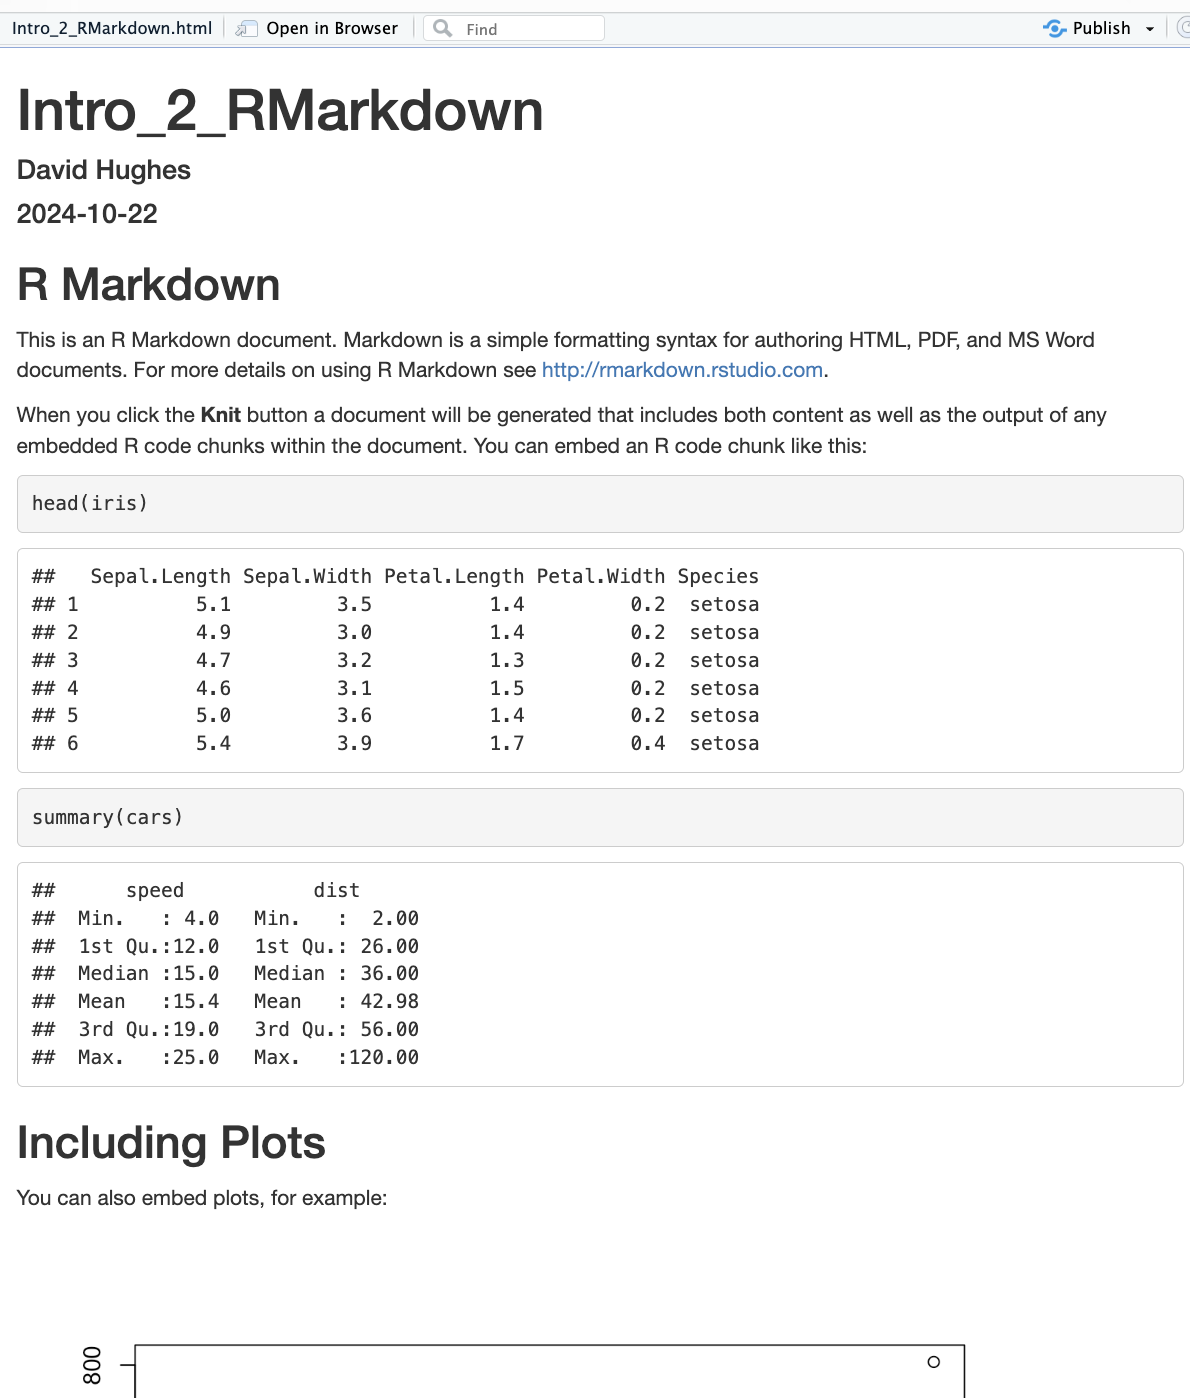 Intro_2_RMarkdown.html Open in Browser Find Publish
Intro_2_RMarkdown
David Hughes
2024-10-22
R Markdown
This is an R Markdown document. Markdown is a simple formatting syntax for authoring HTML, PDF, and MS Word
documents. For more details on using R Markdown see http://rmarkdown.rstudio.com.
When you click the Knit button a document will be generated that includes both content as well as the output of any
embedded R code chunks within the document. You can embed an R code chunk like this:
head(iris)
##   Sepal.Length Sepal.Width Petal.Length Petal.Width Species
## 1          5.1         3.5          1.4         0.2  setosa
## 2          4.9         3.0          1.4         0.2  setosa
## 3          4.7         3.2          1.3         0.2  setosa
## 4          4.6         3.1          1.5         0.2  setosa
## 5          5.0         3.6          1.4         0.2  setosa
## 6          5.4         3.9          1.7         0.4  setosa
summary(cars)
##      speed           dist
##  Min.   : 4.0   Min.   :  2.00
##  1st Qu.:12.0   1st Qu.: 26.00
##  Median :15.0   Median : 36.00
##  Mean   :15.4   Mean   : 42.98
##  3rd Qu.:19.0   3rd Qu.: 56.00
##  Max.   :25.0   Max.   :120.00
Including Plots
You can also embed plots, for example:
800